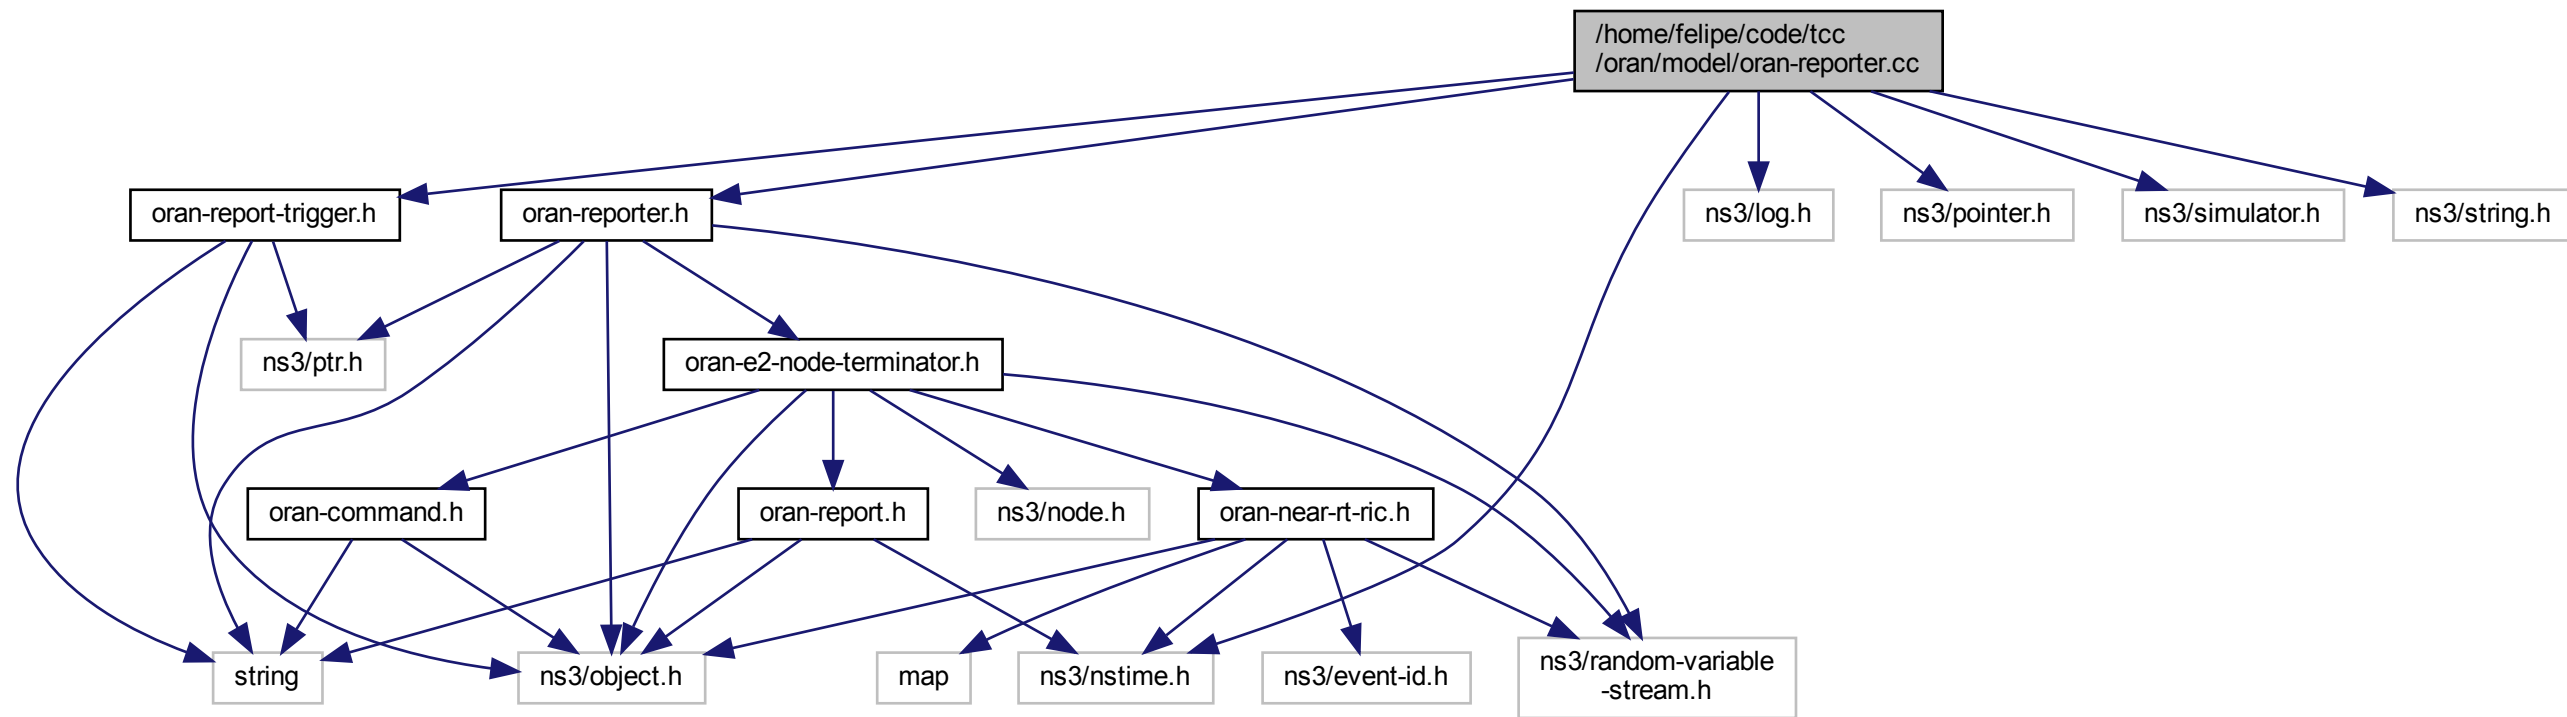 /home/felipe/code/tcc
/oran/model/oran-reporter.cc
oran-report-trigger.h
oran-reporter.h
ns3/log.h
ns3/pointer.h
ns3/simulator.h
ns3/string.h
ns3/ptr.h
oran-e2-node-terminator.h
oran-command.h
oran-report.h
ns3/node.h
oran-near-rt-ric.h
string
ns3/object.h
map
ns3/nstime.h
ns3/event-id.h
ns3/random-variable
-stream.h